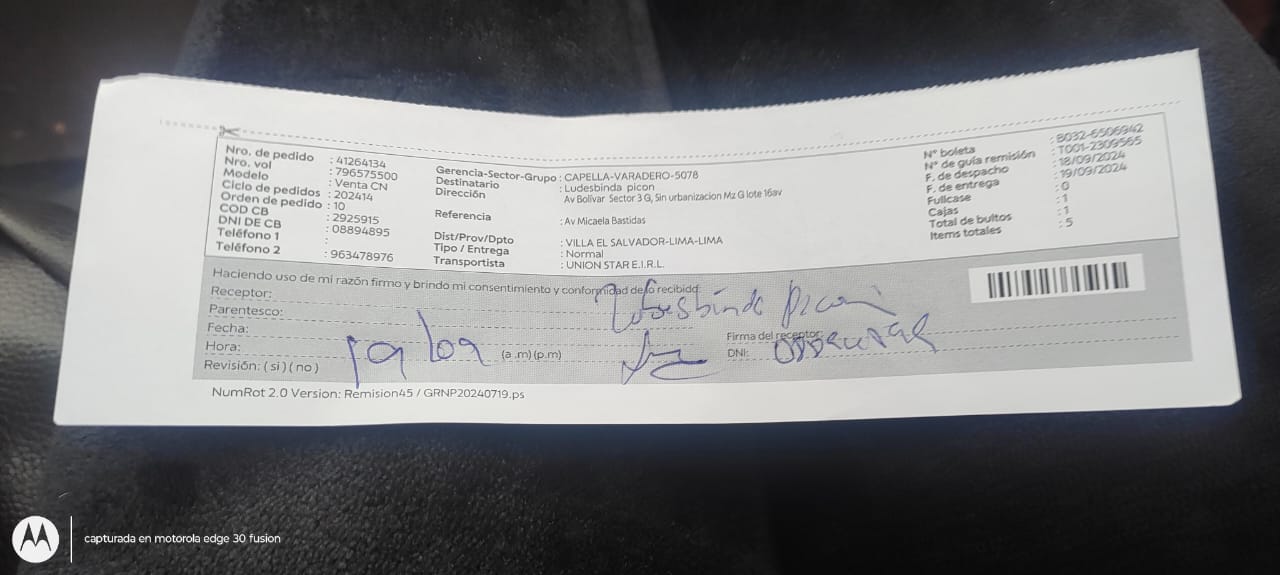 Nro. de pedido : 41264134
Nro. vol : 796575500
Modelo : Venta CN
Ciclo de pedidos : 202414
Orden de pedido : 10
COD CB : 2925915
DNI DE CB : 08894895
Teléfono 1 :
Teléfono 2 : 963478976
Gerencia-Sector-Grupo : CAPELLA-VARADERO-5078
Destinatario : Ludesbinda picon
Dirección : Av Bolivar Sector 3 G, Sin urbanizacion Mz G lote 16av
Referencia : Av Micaela Bastidas
Dist/Prov/Dpto : VILLA EL SALVADOR-LIMA-LIMA
Tipo / Entrega : Normal
Transportista : UNION STAR E.I.R.L.
N° boleta : B032-6506942
N° de guía remisión : T001-2309565
F. de despacho : 18/09/2024
F. de entrega : 19/09/2024
Fullcase : 0
Cajas : 1
Total de bultos : 1
Items totales : 5
Haciendo uso de mi razón firmo y brindo mi consentimiento y conformidad de lo recibido:
Receptor: picon
Parentesco:
Fecha:
Hora: (a .m) (p.m)
Revisión: ( si ) ( no )
Firma del receptor:
DNI:
NumRot 2.0 Version: Remision45 / GRNP20240719.ps
capturada en motorola edge 30 fusion